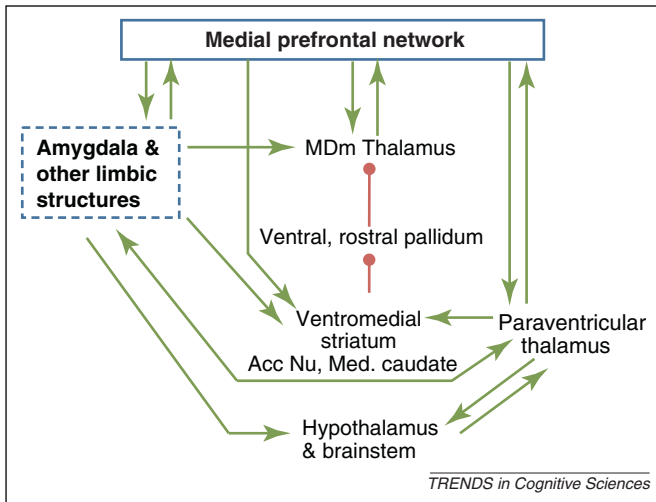 Medial prefrontal network
Amygdala &
other limbic
structures
MDm Thalamus
Ventral, rostral pallidum
Ventromedial
striatum
Acc Nu, Med. caudate
Paraventricular
thalamus
Hypothalamus
& brainstem
TRENDS in Cognitive Sciences